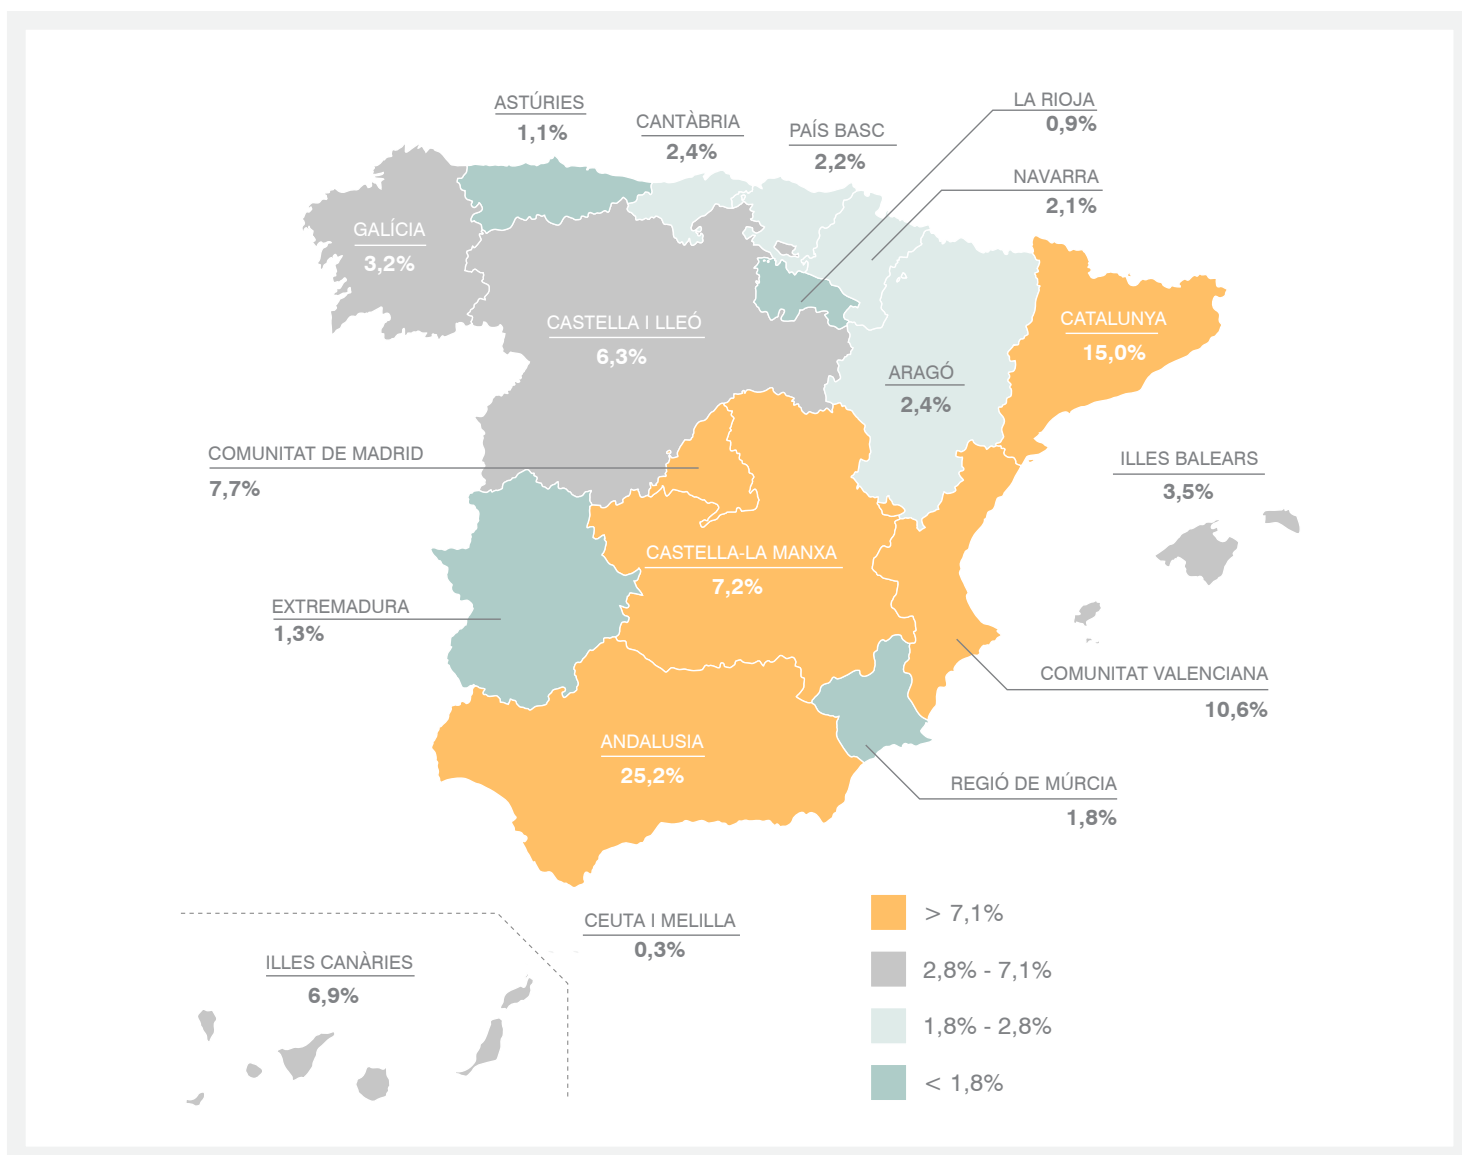 ASTÚRIES
1,1%
CANTÀBRIA
2,4%
PAÍS BASC
2,2%
LA RIOJA
0,9%
NAVARRA
2,1%
GALÍCIA
3,2%
CASTELLA I LLEÓ
6,3%
CATALUNYA
15,0%
ARAGÓ
2,4%
COMUNITAT DE MADRID
7,7%
ILLES BALEARS
3,5%
CASTELLA-LA MANXA
7,2%
EXTREMADURA
1,3%
COMUNITAT VALENCIANA
10,6%
ANDALUSIA
25,2%
REGIÓ DE MÚRCIA
1,8%
CEUTA I MELILLA
0,3%
ILLES CANÀRIES
6,9%
> 7,1%
2,8% - 7,1%
1,8% - 2,8%
< 1,8%